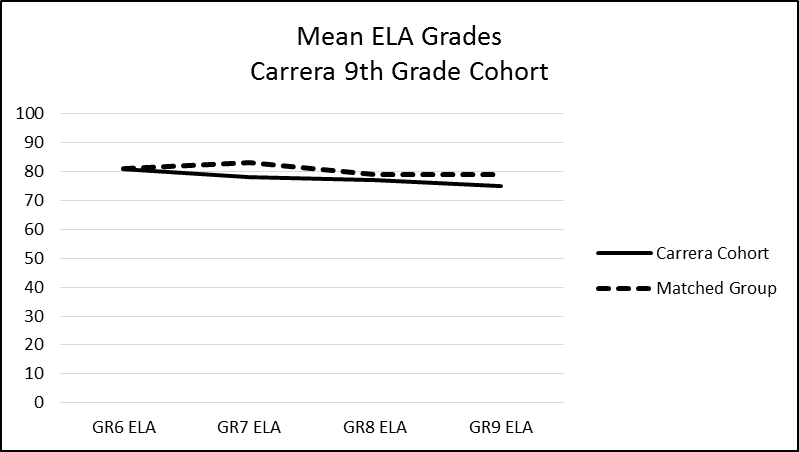 Mean ELA Grades
Carrera 9th Grade Cohort
100
90
80
70
60
50
40
30
20
10
0
GR6 ELA GR7 ELA GR8 ELA GR9 ELA
Carrera Cohort
Matched Group